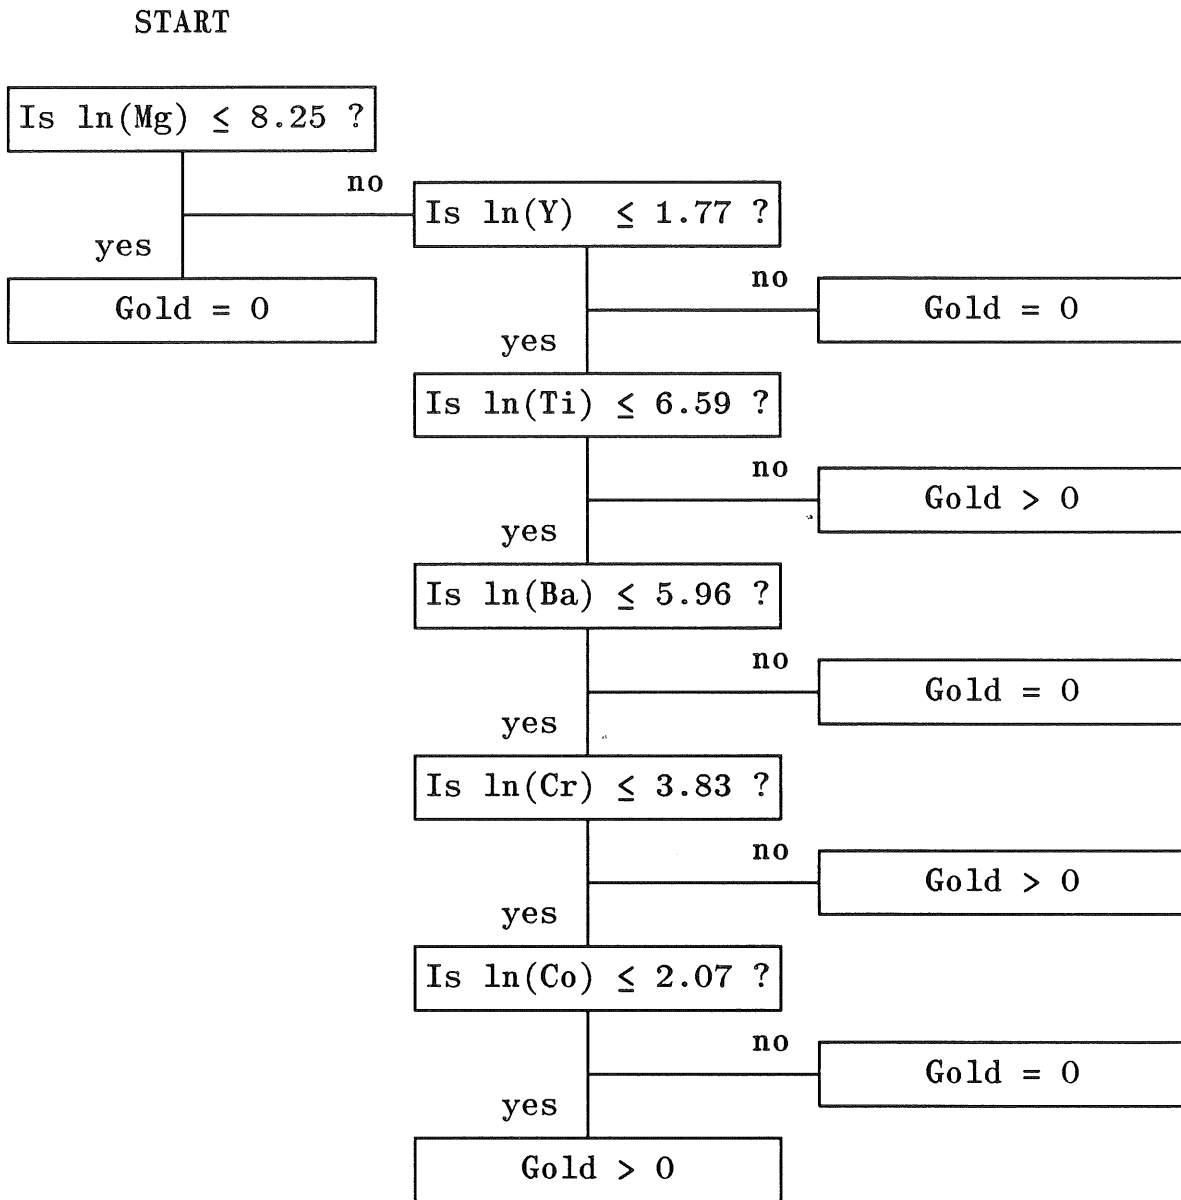 START
Is ln(Mg) ≤ 8.25 ?
no
Is ln(Y) ≤ 1.77 ?
yes
no
Gold = 0
Gold = 0
yes
Is ln(Ti) ≤ 6.59 ?
no
Gold > 0
yes
Is ln(Ba) ≤ 5.96 ?
no
Gold = 0
yes
Is ln(Cr) ≤ 3.83 ?
no
Gold > 0
yes
Is ln(Co) ≤ 2.07 ?
no
Gold = 0
yes
Gold > 0